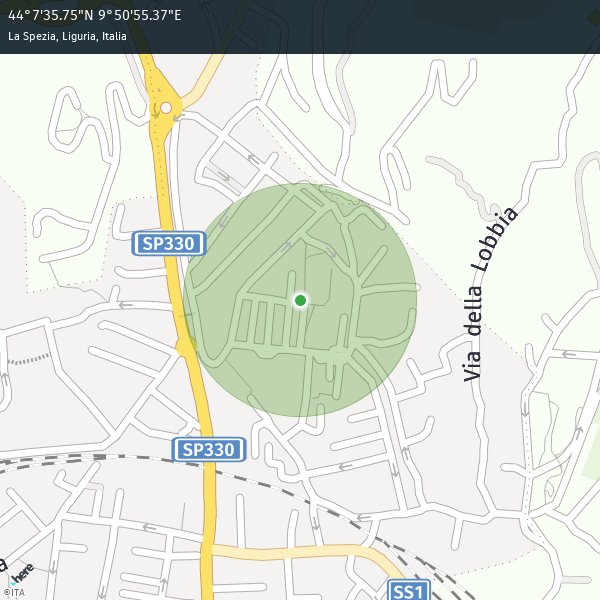 44°7'35.75"N 9°50'55.37"E
La Spezia, Liguria, Italia
SP330
Via della Lobbia
SP330
a
here
SS1
©ITA